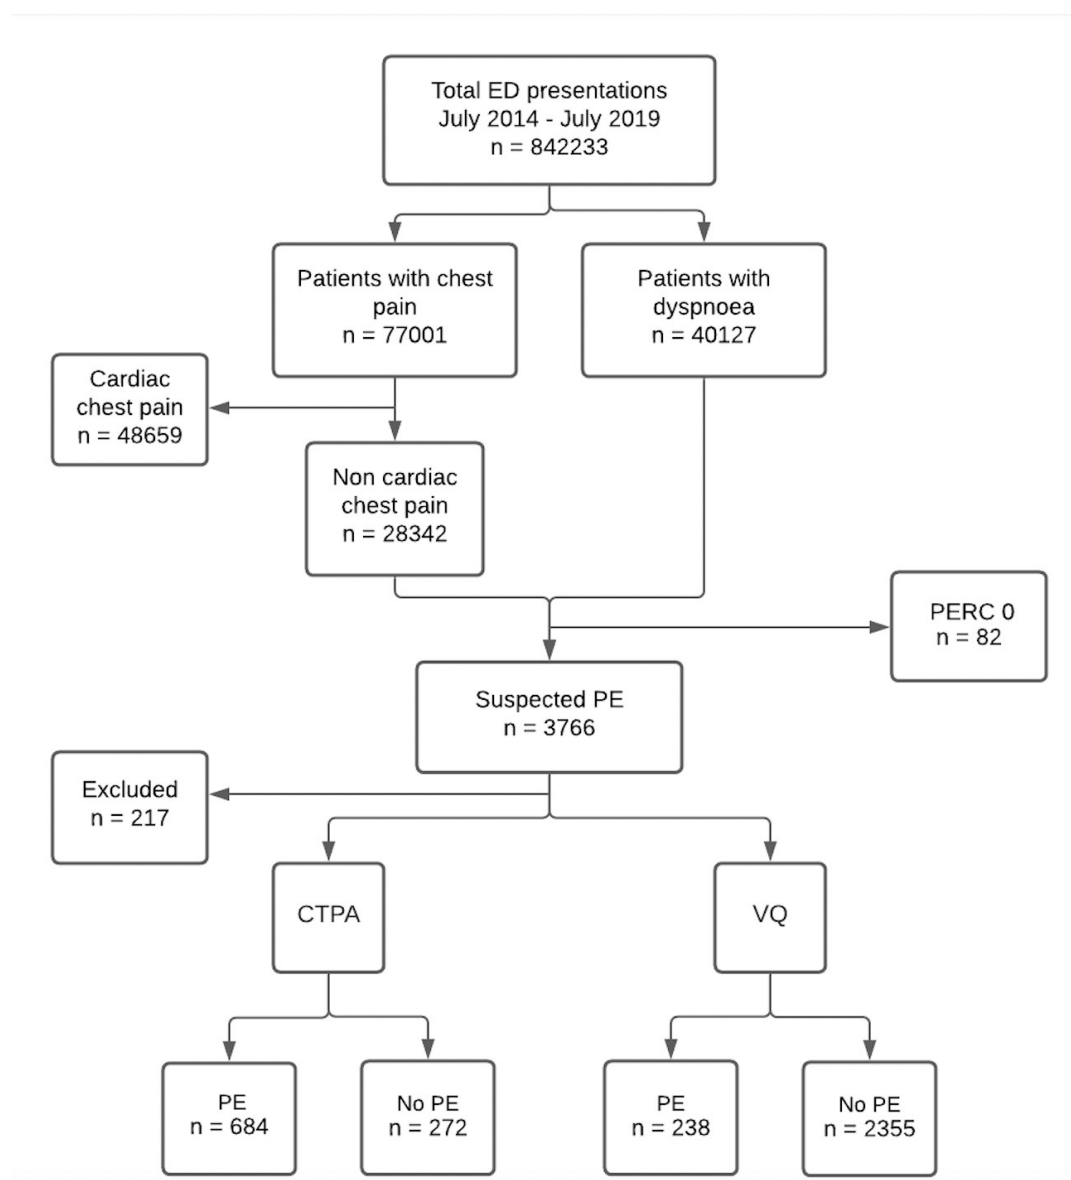 Total ED presentations
July 2014 - July 2019
n = 842233
Patients with chest
pain
n = 77001
Patients with
dyspnoea
n = 40127
Cardiac
chest pain
n = 48659
Non cardiac
chest pain
n = 28342
PERC 0
n = 82
Suspected PE
n = 3766
Excluded
n = 217
CTPA
VQ
PE
n = 684
No PE
n = 272
PE
n = 238
No PE
n = 2355